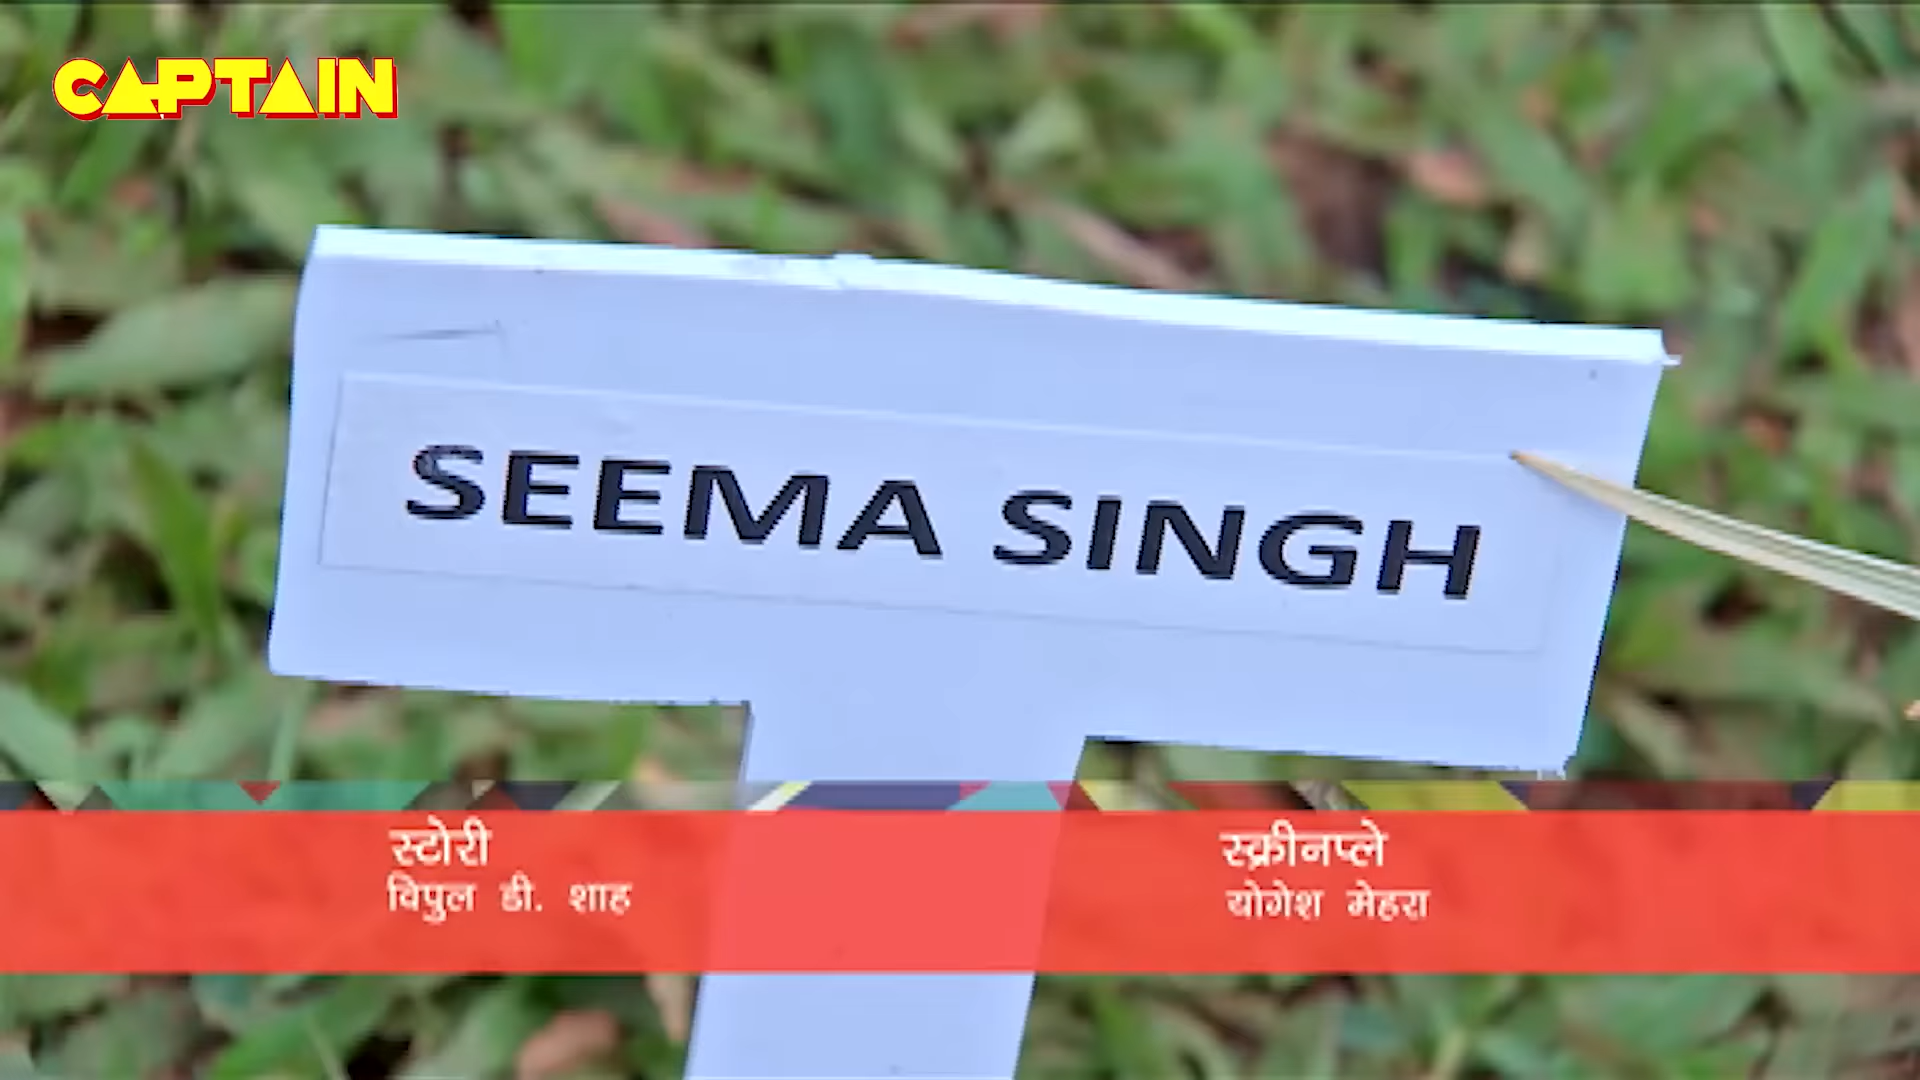 CAPTAIN
SEEMA SINGH
स्टोरी
विपुल डी. शाह
स्क्रीनप्ले
योगेश मेहरा